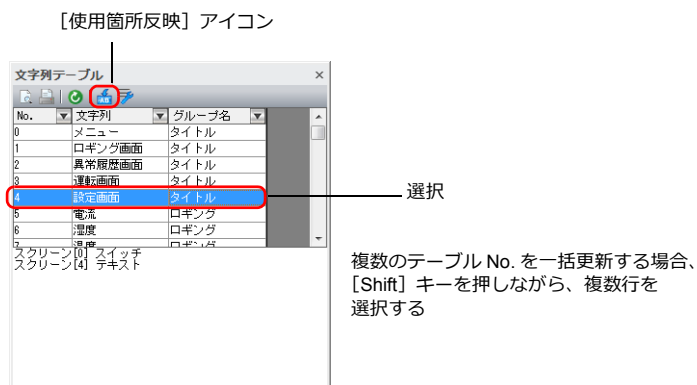 ［使用箇所反映］アイコン
文字列テーブル ×
No. 文字列 グループ名
0 メニュー タイトル
1 ロギング画面 タイトル
2 異常履歴画面 タイトル
3 運転画面 タイトル
4 設定画面 タイトル
選択
5 電流 ロギング
6 湿度 ロギング
7 温度 ロギング
スクリーン[0] スイッチ
スクリーン[4] テキスト
複数のテーブル No. を一括更新する場合、
［Shift］キーを押しながら、複数行を
選択する